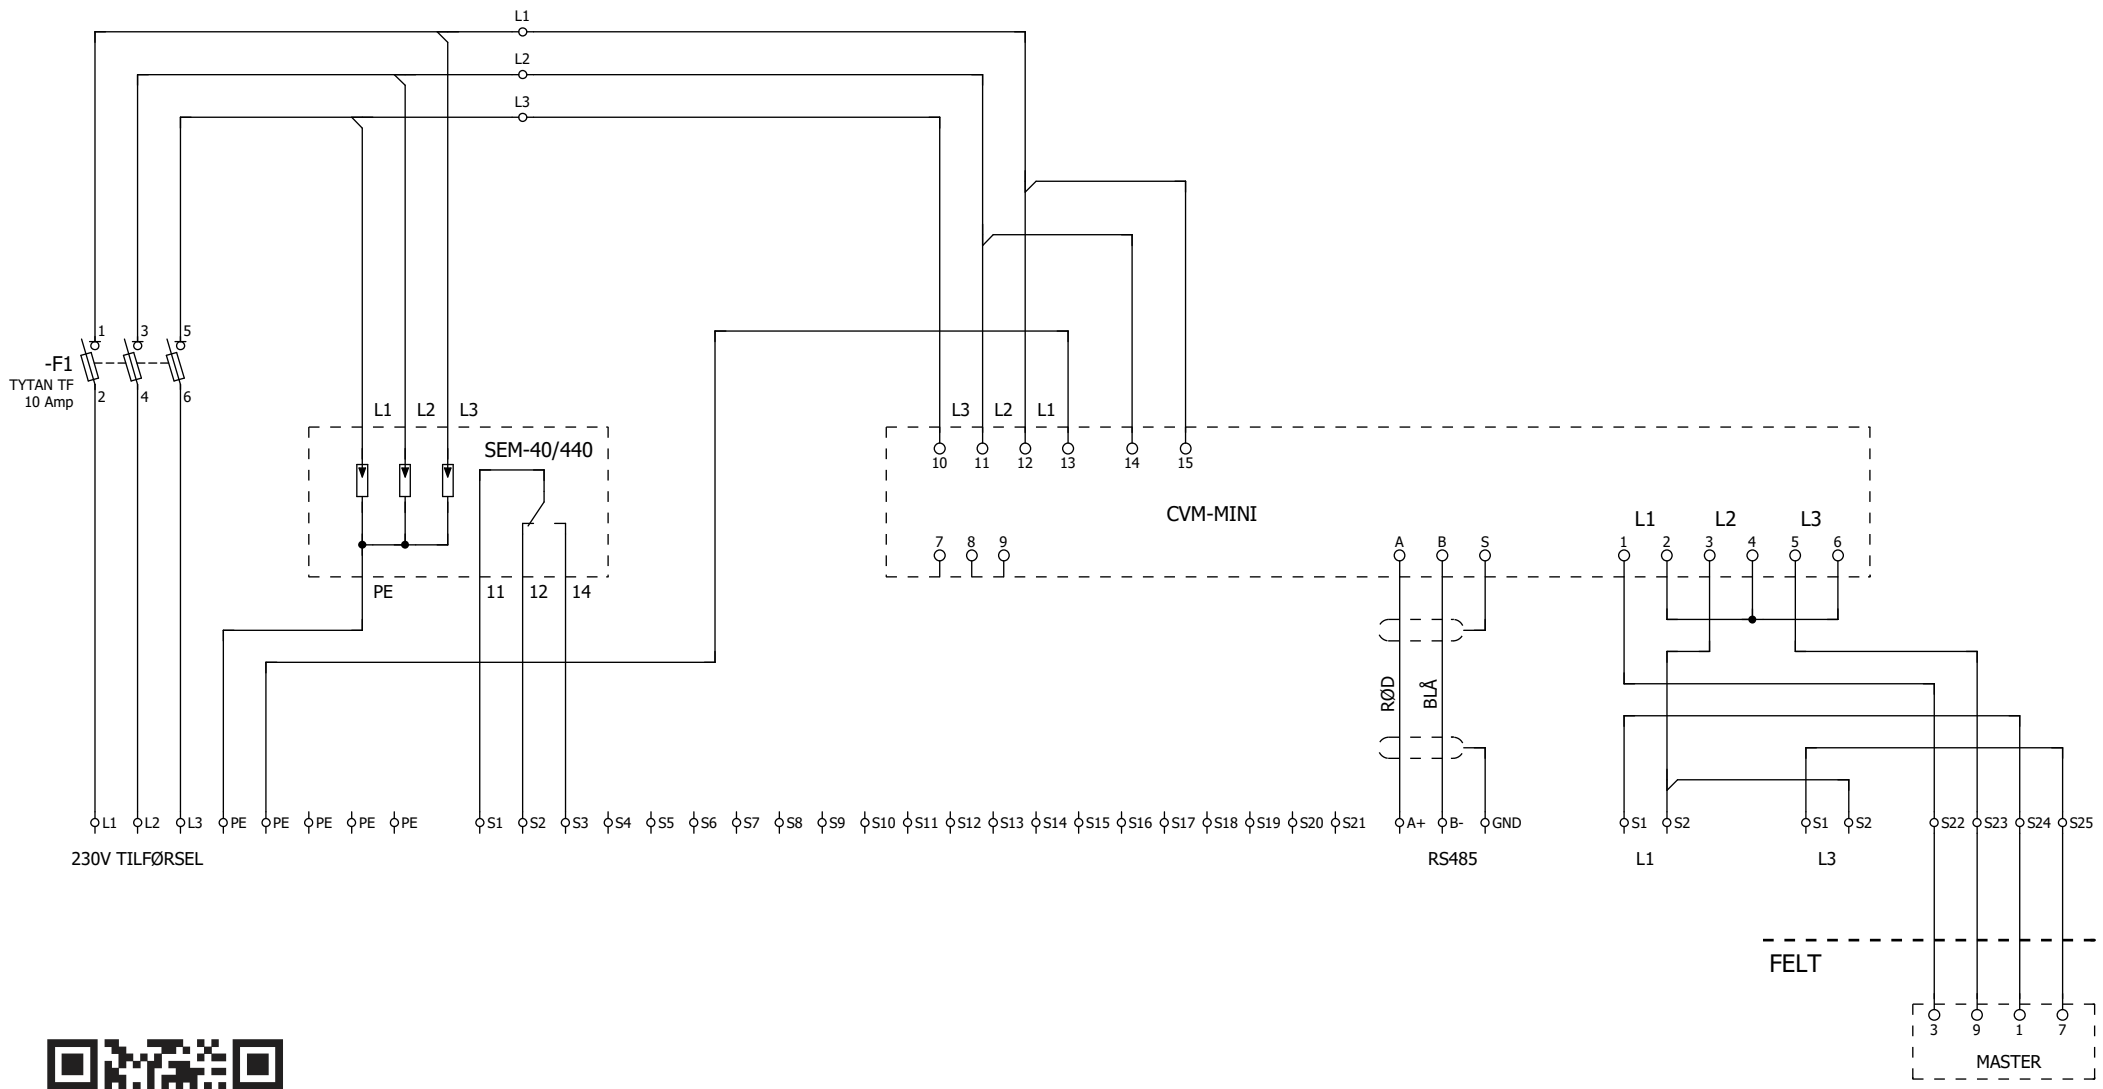 L1
L2
L3
1 3 5
-F1
TYTAN TF
10 Amp
2 4 6
L1 L2 L3
SEM-40/440
PE 11 12 14
L3 L2 L1
10 11 12 13 14 15
CVM-MINI
L1 L2 L3
7 8 9 A B S 1 2 3 4 5 6
RØD BLÅ
L1 L2 L3 PE PE PE PE PE S1 S2 S3 S4 S5 S6 S7 S8 S9 S10 S11 S12 S13 S14 S15 S16 S17 S18 S19 S20 S21 A+ B- GND S1 S2 S1 S2 S22 S23 S24 S25
230V TILFØRSEL RS485 L1 L3
FELT
3 9 1 7
MASTER